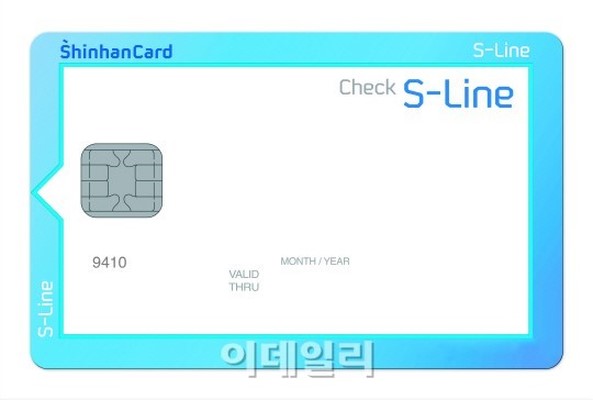 ShinhanCard
S-Line
Check S-Line
9410
MONTH / YEAR
VALID
THRU
S-Line
이데일리